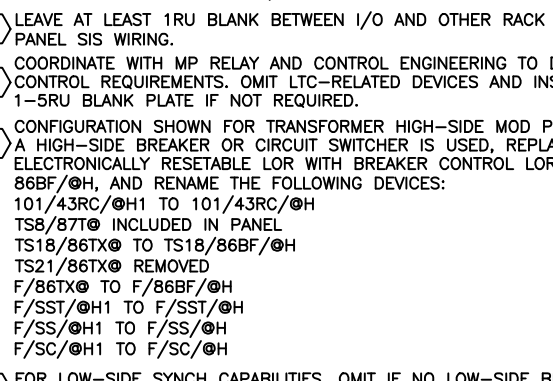 LEAVE AT LEAST 1RU BLANK BETWEEN I/O AND OTHER RACK
PANEL SIS WIRING.
COORDINATE WITH MP RELAY AND CONTROL ENGINEERING TO
CONTROL REQUIREMENTS. OMIT LTC-RELATED DEVICES AND
1-5RU BLANK PLATE IF NOT REQUIRED.
CONFIGURATION SHOWN FOR TRANSFORMER HIGH-SIDE MOD
A HIGH-SIDE BREAKER OR CIRCUIT SWITCHER IS USED,
ELECTRONICALLY RESETABLE LOR WITH BREAKER CONTROL LOR
86BF/@H, AND RENAME THE FOLLOWING DEVICES:
101/43RC/@H1 TO 101/43RC/@H
TS8/87T@ INCLUDED IN PANEL
TS18/86TX@ TO TS18/86BF/@H
TS21/86TX@ REMOVED
F/86TX@ TO F/86BF/@H
F/SST/@H1 TO F/SST/@H
F/SS/@H1 TO F/SS/@H
F/SC/@H1 TO F/SC/@H
FOR LOW-SIDE SYNCH CAPABILITIES. OMIT IF NO LOW-SIDE